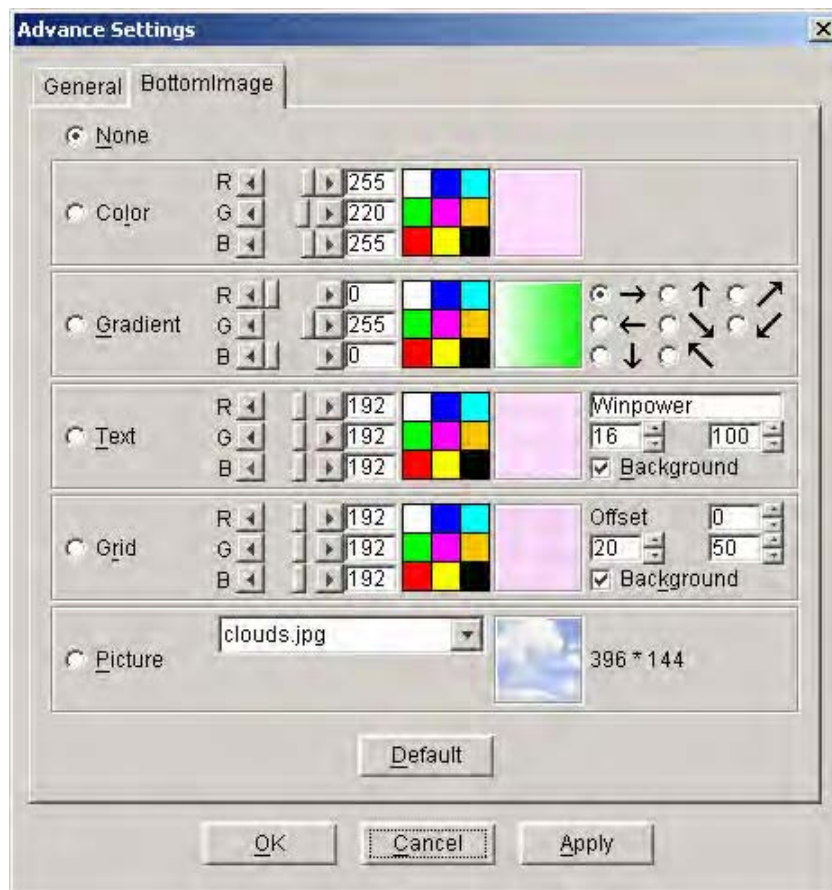 Advance Settings
General BottomImage
None
R 255
Color G 220
B 255
R 0
Gradient G 255
B 0
R 192 Winpower
Text G 192 16 100
B 192 Background
R 192 Offset 0
Grid G 192 20 50
B 192 Background
clouds.jpg
Picture 396 * 144
Default
OK Cancel Apply